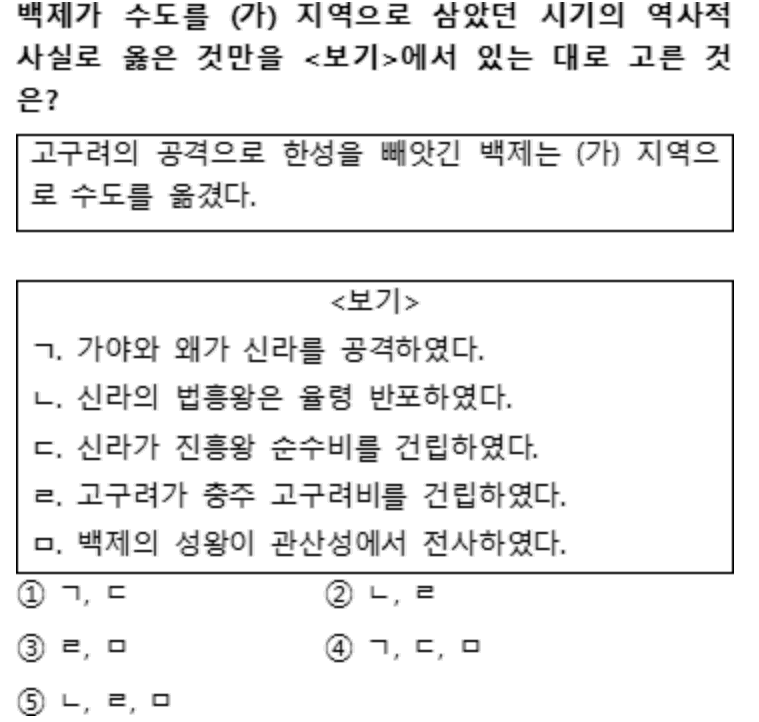 백제가 수도를 (가) 지역으로 삼았던 시기의 역사적
사실로 옳은 것만을 <보기>에서 있는 대로 고른 것
은?
고구려의 공격으로 한성을 빼앗긴 백제는 (가) 지역으
로 수도를 옮겼다.
<보기>
ㄱ. 가야와 왜가 신라를 공격하였다.
ㄴ. 신라의 법흥왕은 율령 반포하였다.
ㄷ. 신라가 진흥왕 순수비를 건립하였다.
ㄹ. 고구려가 충주 고구려비를 건립하였다.
ㅁ. 백제의 성왕이 관산성에서 전사하였다.
① ㄱ, ㄷ ② ㄴ, ㄹ
③ ㄹ, ㅁ ④ ㄱ, ㄷ, ㅁ
⑤ ㄴ, ㄹ, ㅁ